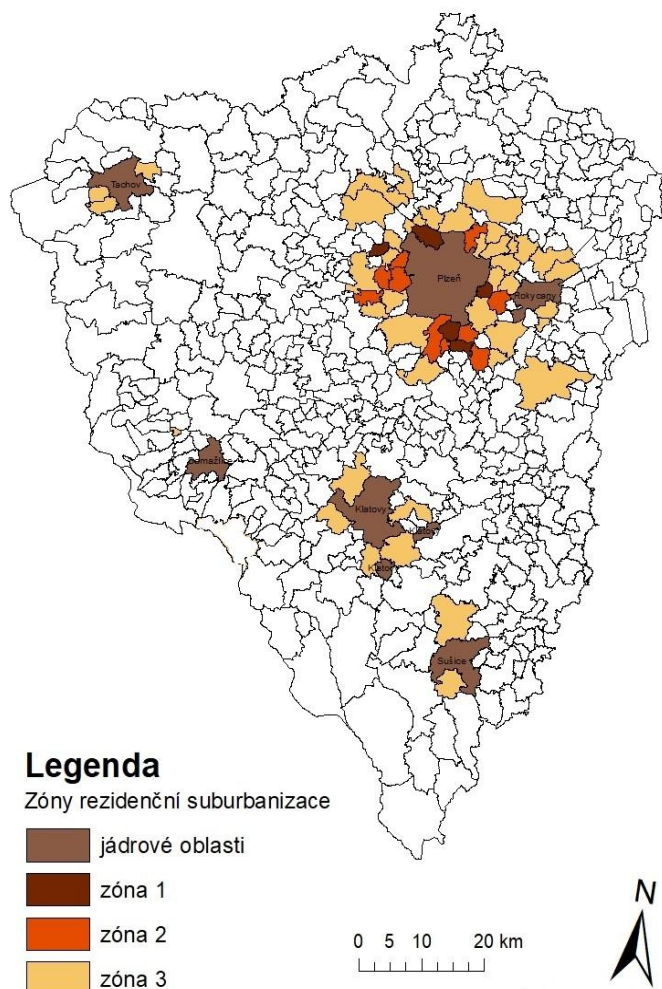 Tachov
Plzeň
Rokycany
Domažlice
Klatovy
Klatovy
Klatovy
Sušice
Legenda
Zóny rezidenční suburbanizace
jádrové oblasti
zóna 1
zóna 2
zóna 3
0 5 10 20 km
N